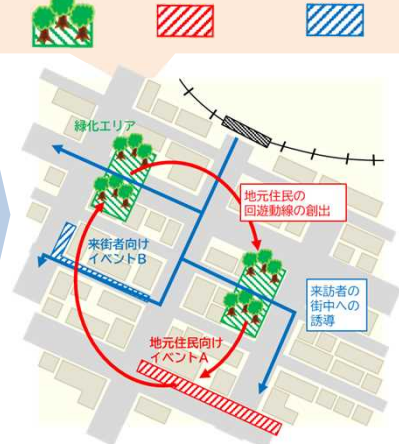 緑化エリア
地元住民の
回遊動線の創出
来街者向け
イベントB
来訪者の
街中への
誘導
地元住民向け
イベントA